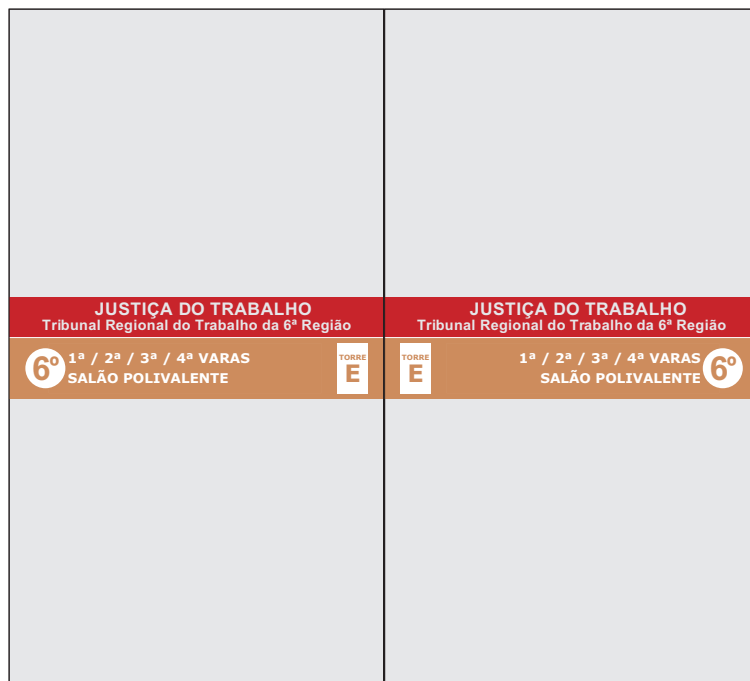 JUSTIÇA DO TRABALHO
Tribunal Regional do Trabalho da 6ª Região
6º
1ª / 2ª / 3ª / 4ª VARAS
SALÃO POLIVALENTE
TORRE
E
JUSTIÇA DO TRABALHO
Tribunal Regional do Trabalho da 6ª Região
TORRE
E
1ª / 2ª / 3ª / 4ª VARAS
SALÃO POLIVALENTE
6º